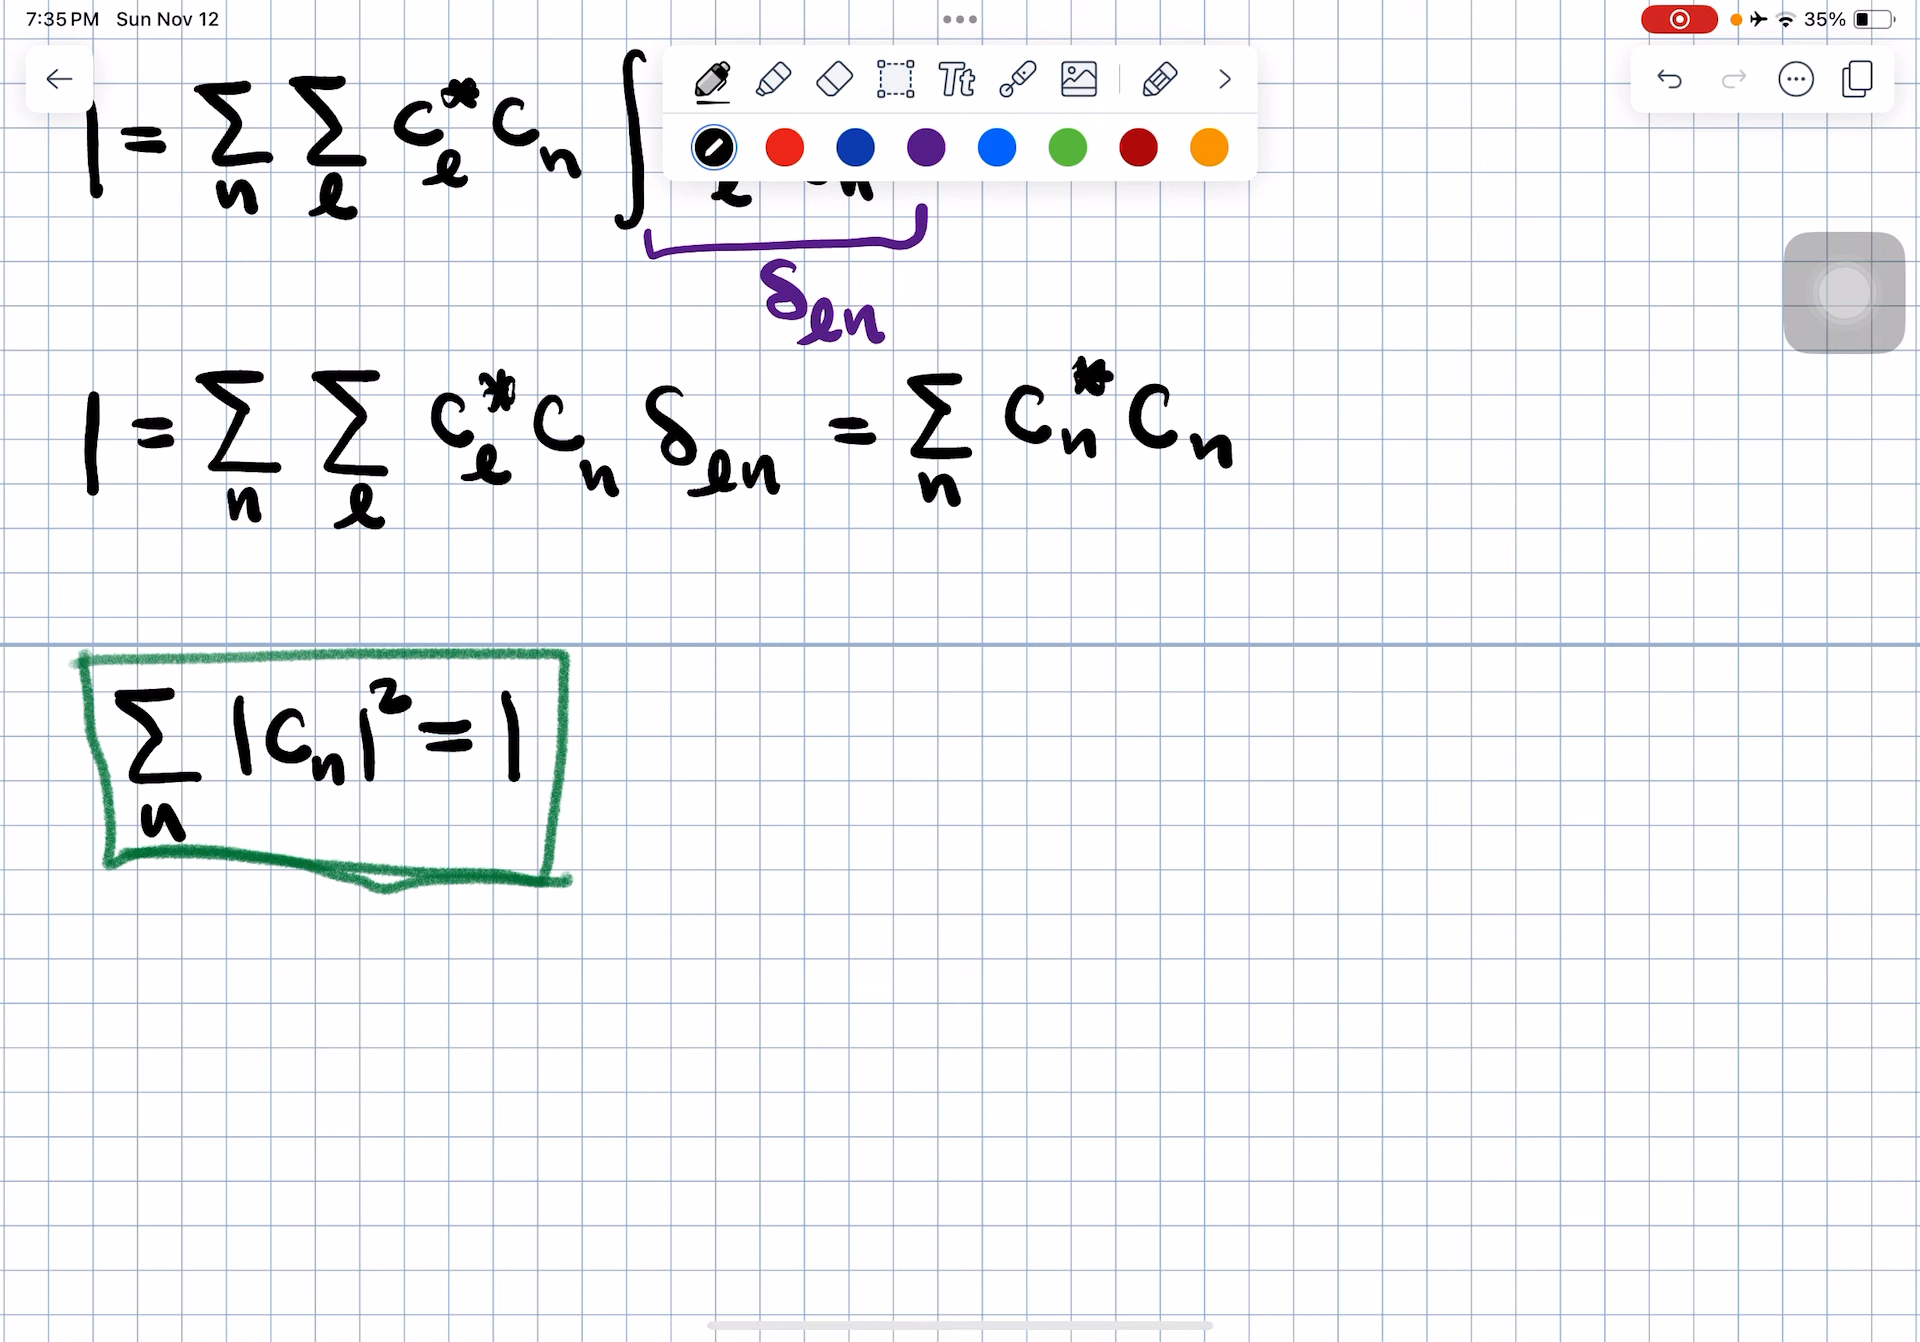 7:35 PM Sun Nov 12 35%
Tt
1 = Σ_n Σ_ℓ c_ℓ^* c_n ∫
δ_ℓn
1 = Σ_n Σ_ℓ c_ℓ^* c_n δ_ℓn = Σ_n c_n^* c_n
Σ_n |c_n|² = 1